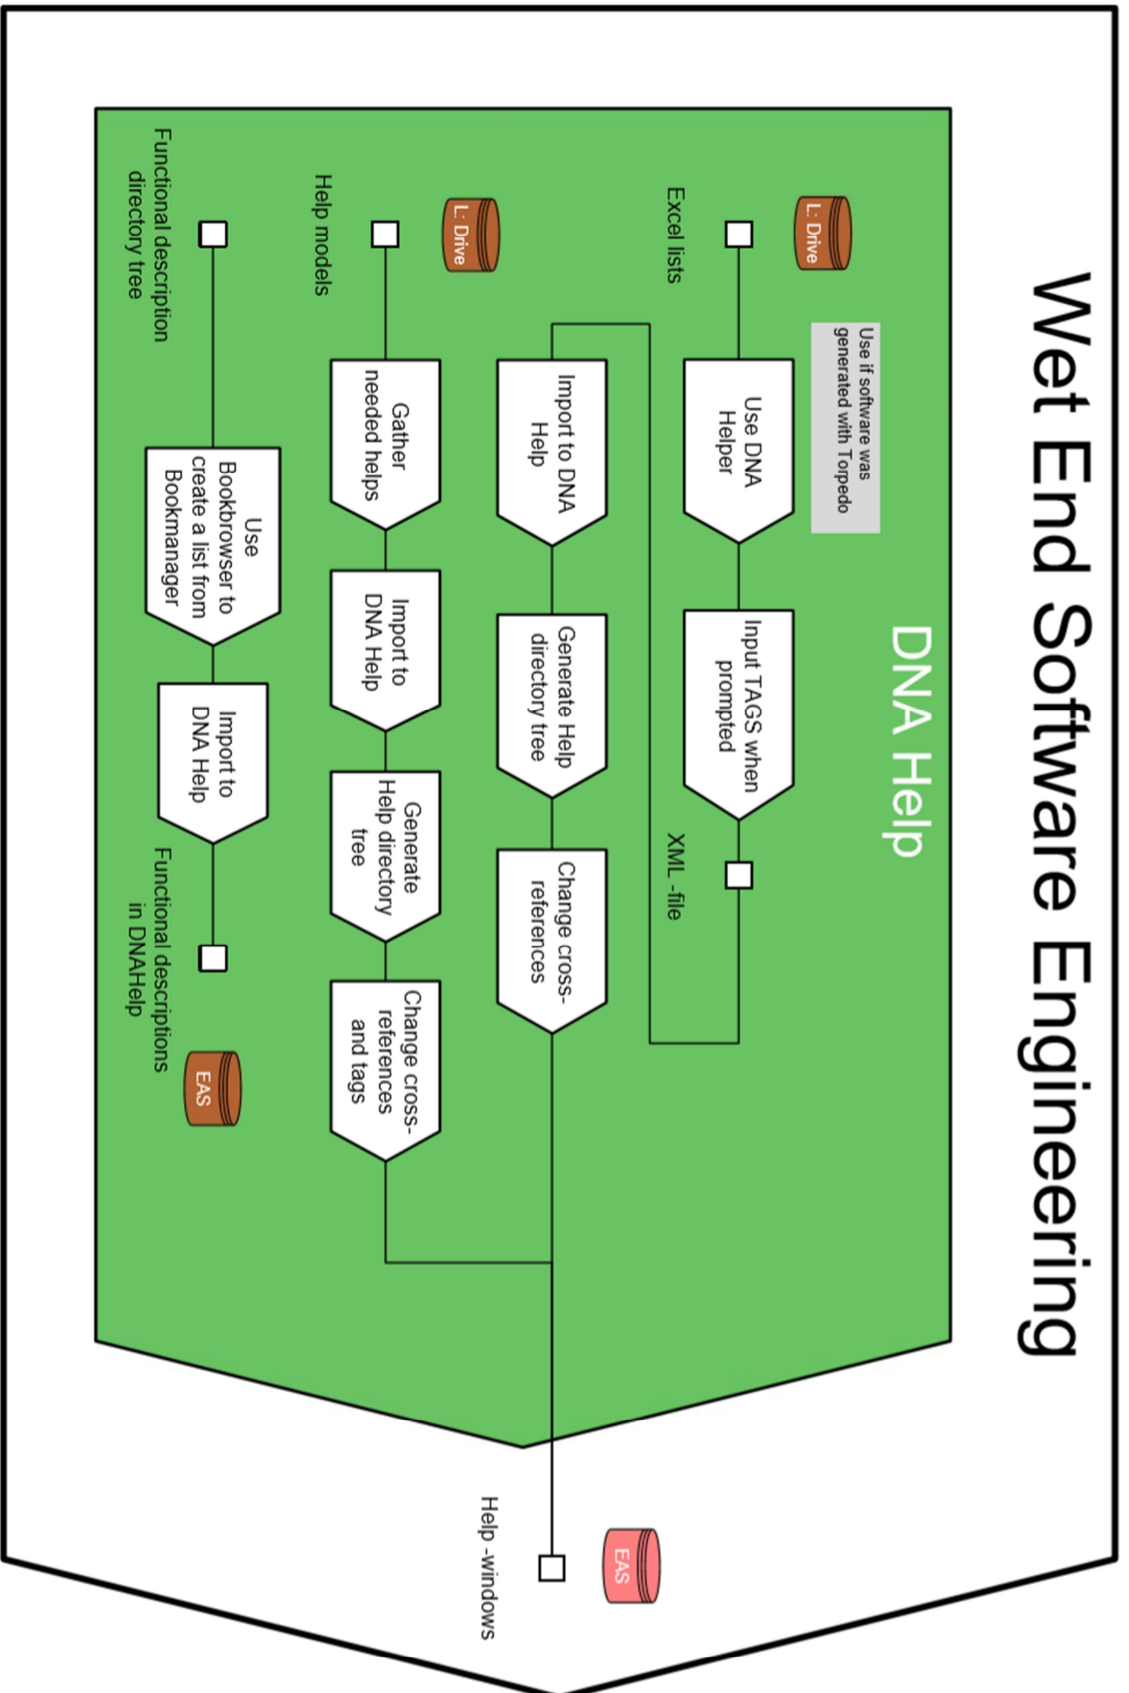 Wet End Software Engineering
DNA Help
Use if software was
generated with Torpedo
L: Drive
Excel lists
Use DNA
Helper
Input TAGS when
prompted
XML -file
Import to DNA
Help
Generate Help
directory tree
Change cross-
references
L: Drive
Help models
Gather
needed helps
Import to
DNA Help
Generate
Help directory
tree
Change cross-
references
and tags
EAS
Help -windows
Functional description
directory tree
Use
Bookbrowser to
create a list from
Bookmanager
Import to
DNA Help
Functional descriptions
in DNAHelp
EAS